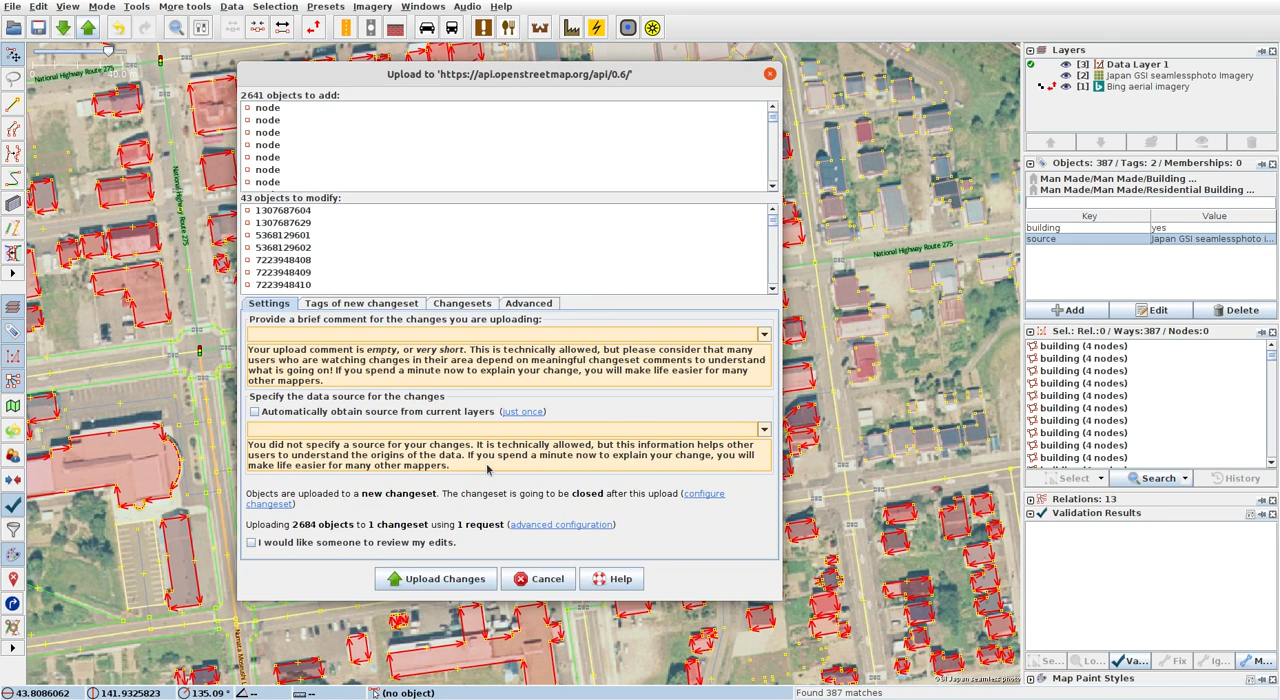 File Edit View Mode Tools More tools Data Selection Presets Imagery Windows Audio Help
National Highway Route 275
40.0 m
National Highway Route 275
National Highway Route 275
Upload to 'https://api.openstreetmap.org/api/0.6/'
2641 objects to add:
node
node
node
node
node
node
node
43 objects to modify:
1307687604
1307687629
5368129601
5368129602
7223948408
7223948409
7223948410
Settings Tags of new changeset Changesets Advanced
Provide a brief comment for the changes you are uploading:
Your upload comment is empty, or very short. This is technically allowed, but please consider that many
users who are watching changes in their area depend on meaningful changeset comments to understand
what is going on! If you spend a minute now to explain your change, you will make life easier for many
other mappers.
Specify the data source for the changes
Automatically obtain source from current layers (just once)
You did not specify a source for your changes. It is technically allowed, but this information helps other
users to understand the origins of the data. If you spend a minute now to explain your change, you will
make life easier for many other mappers.
Objects are uploaded to a new changeset. The changeset is going to be closed after this upload (configure
changeset)
Uploading 2684 objects to 1 changeset using 1 request (advanced configuration)
I would like someone to review my edits.
Upload Changes Cancel Help
Layers
[3] Data Layer 1
[2] Japan GSI seamlessphoto imagery
[1] Bing aerial imagery
Objects: 387 / Tags: 2 / Memberships: 0
Man Made/Man Made/Building ...
Man Made/Man Made/Residential Building ...
Key Value
building yes
source Japan GSI seamlessphoto i...
Add Edit Delete
Sel.: Rel.:0 / Ways:387 / Nodes:0
building (4 nodes)
building (4 nodes)
building (4 nodes)
building (4 nodes)
building (4 nodes)
building (4 nodes)
building (4 nodes)
building (4 nodes)
building (4 nodes)
building (4 nodes)
Select Search History
Relations: 13
Validation Results
Se... Lo... Va... Fix Ig... M...
Map Paint Styles
43.8086062 141.9325823 135.09 ° -- -- (no object) Found 387 matches